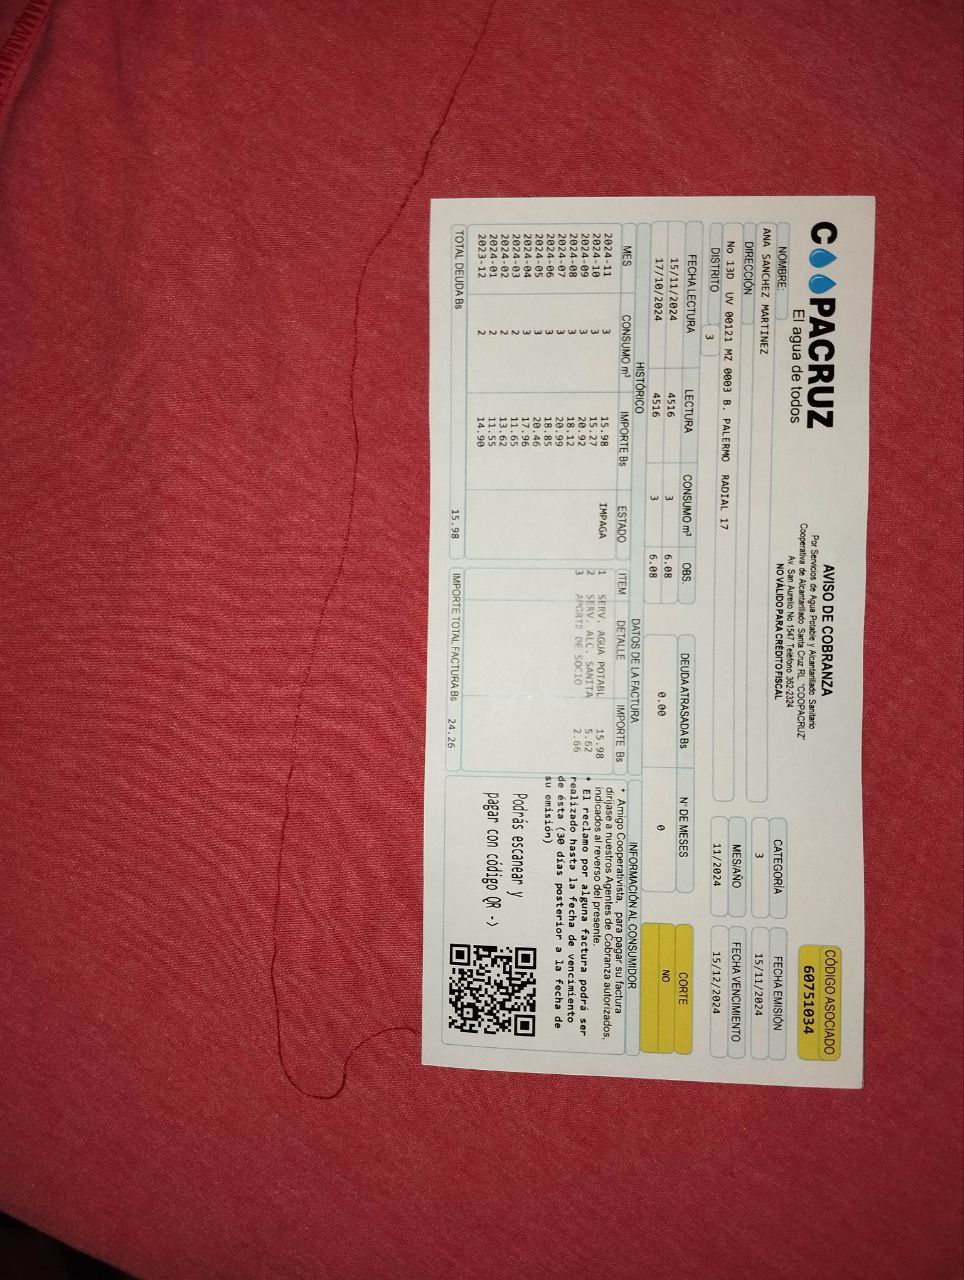 COOPACRUZ
El agua de todos
AVISO DE COBRANZA
Por Servicios de Agua Potable y Alcantarillado Sanitario
Cooperativa de Alcantarillado Santa Cruz RL. "COOPACRUZ"
Av. San Aurelio No 1547 Teléfono 362-2324
NO VÁLIDO PARA CRÉDITO FISCAL
CÓDIGO ASOCIADO
60751034
NOMBRE:
ANA SANCHEZ MARTINEZ
CATEGORÍA
3
FECHA EMISIÓN
15/11/2024
DIRECCIÓN
No 13D UV 00121 MZ 0003 B. PALERMO RADIAL 17
MES/AÑO
11/2024
FECHA VENCIMIENTO
15/12/2024
DISTRITO 3
FECHA LECTURA LECTURA CONSUMO m³ OBS.
15/11/2024 4516 3 6.08
17/10/2024 4516 3 6.08
DEUDA ATRASADA Bs N° DE MESES
0.00 0
CORTE
NO
HISTÓRICO
MES CONSUMO m³ IMPORTE Bs ESTADO
2024-11 3 15.98 IMPAGA
2024-10 3 15.27
2024-09 3 20.92
2024-08 3 18.12
2024-07 3 20.99
2024-06 3 18.85
2024-05 3 20.46
2024-04 3 17.96
2024-03 2 11.65
2024-02 2 13.62
2024-01 2 11.55
2023-12 2 14.90
TOTAL DEUDA Bs 15.98
DATOS DE LA FACTURA
ITEM DETALLE IMPORTE Bs
1 SERV. AGUA POTABL 15.98
2 SERV. ALC. SANITA 5.62
3 APORTE DE SOCIO 2.66
IMPORTE TOTAL FACTURA Bs 24.26
INFORMACIÓN AL CONSUMIDOR
* Amigo Cooperativista, para pagar su factura
diríjase a nuestros Agentes de Cobranza autorizados,
indicados al reverso del presente.
* El reclamo por alguna factura podrá ser
realizado hasta la fecha de vencimiento
de ésta (30 días posterior a la fecha de
su emisión)
Podrás escanear y
pagar con código QR ->